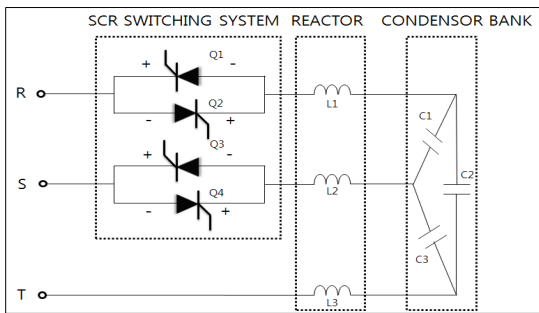 SCR SWITCHING SYSTEM REACTOR CONDENSOR BANK
+ Q1 -
R
- Q2 +
L1
C1
+ Q3 -
S
L2
C2
- Q4 +
C3
T
L3